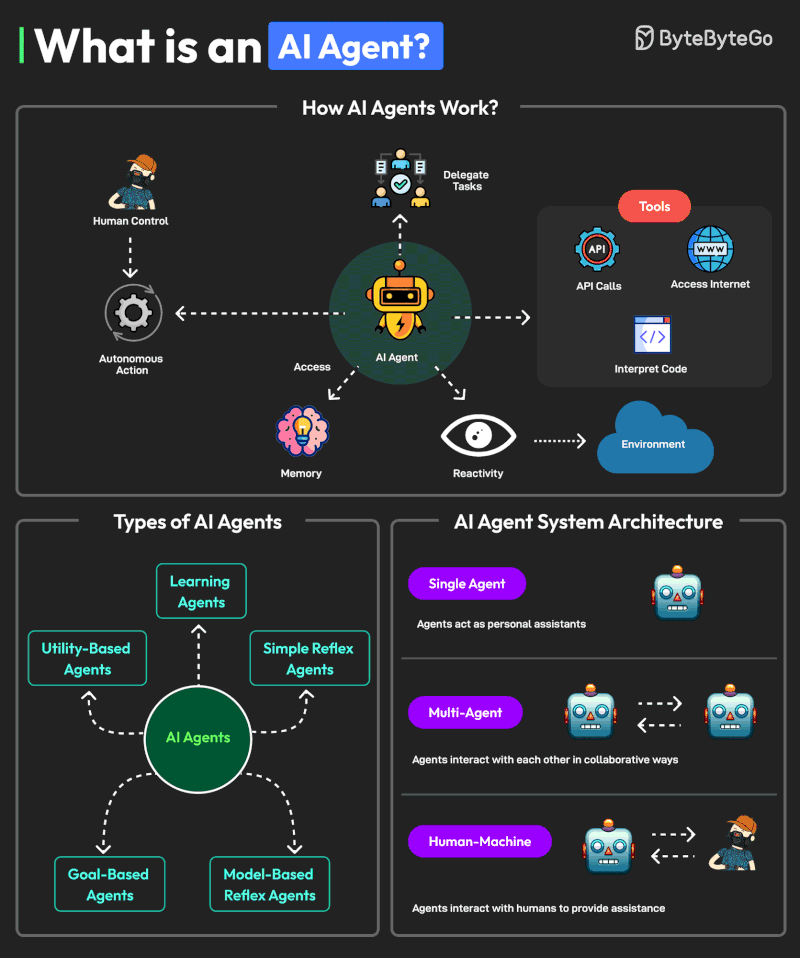 What is an AI Agent?
ByteByteGo
How AI Agents Work?
Human Control
Delegate
Tasks
Tools
API
API Calls
WWW
Access Internet
</>
Interpret Code
Autonomous
Action
AI Agent
Access
Memory
Reactivity
Environment
Types of AI Agents
Learning
Agents
Utility-Based
Agents
Simple Reflex
Agents
AI Agents
Goal-Based
Agents
Model-Based
Reflex Agents
AI Agent System Architecture
Single Agent
Agents act as personal assistants
Multi-Agent
Agents interact with each other in collaborative ways
Human-Machine
Agents interact with humans to provide assistance